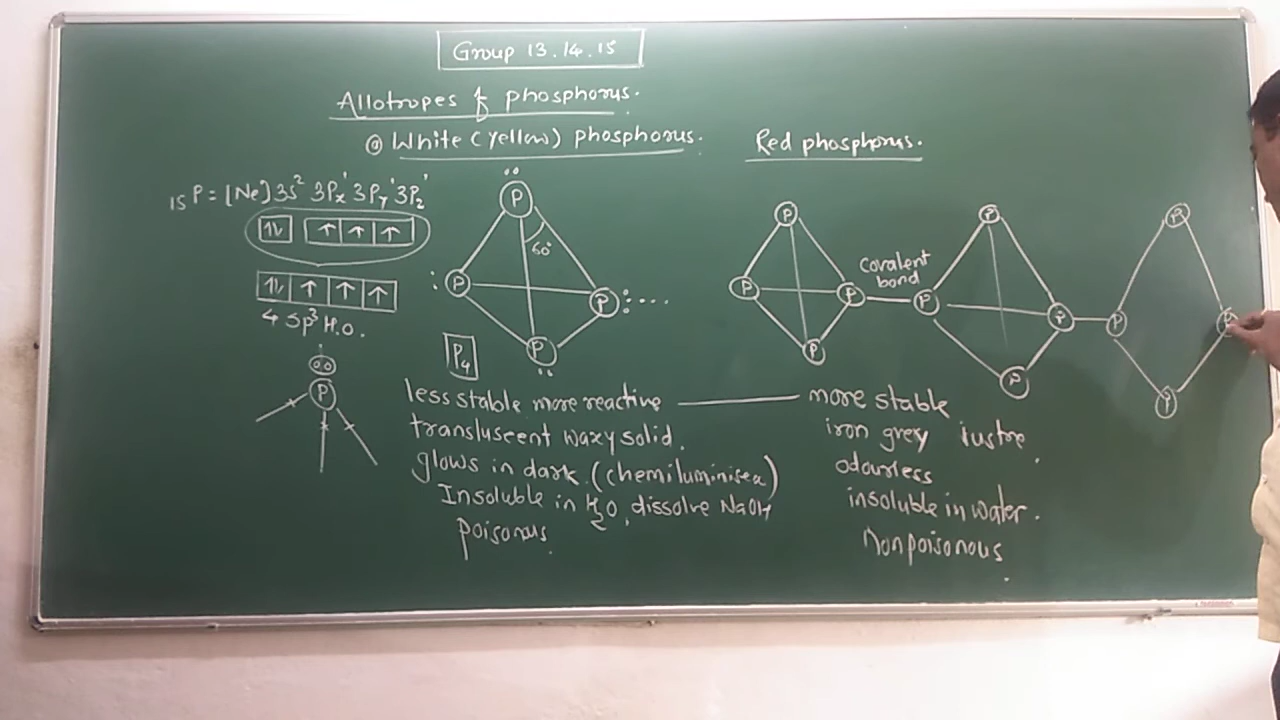 Group 13.14.15
Allotropes of phosphorus.
@ White (yellow) phosphorus.
Red phosphorus.
15 P = [Ne] 3s² 3Px¹ 3Py¹ 3Pz¹
4 sp³ H.O.
P
P
P
P
P
60°
P₄
P
P
P
P
covalent
bond
P
P
P
P
P
P
P
less stable more reactive
transluscent waxy solid.
glows in dark. (chemiluminisea)
Insoluble in H₂O, dissolve NaOH
Poisonous.
more stable
iron grey lustre.
odourless
insoluble in water.
Nonpoisonous.